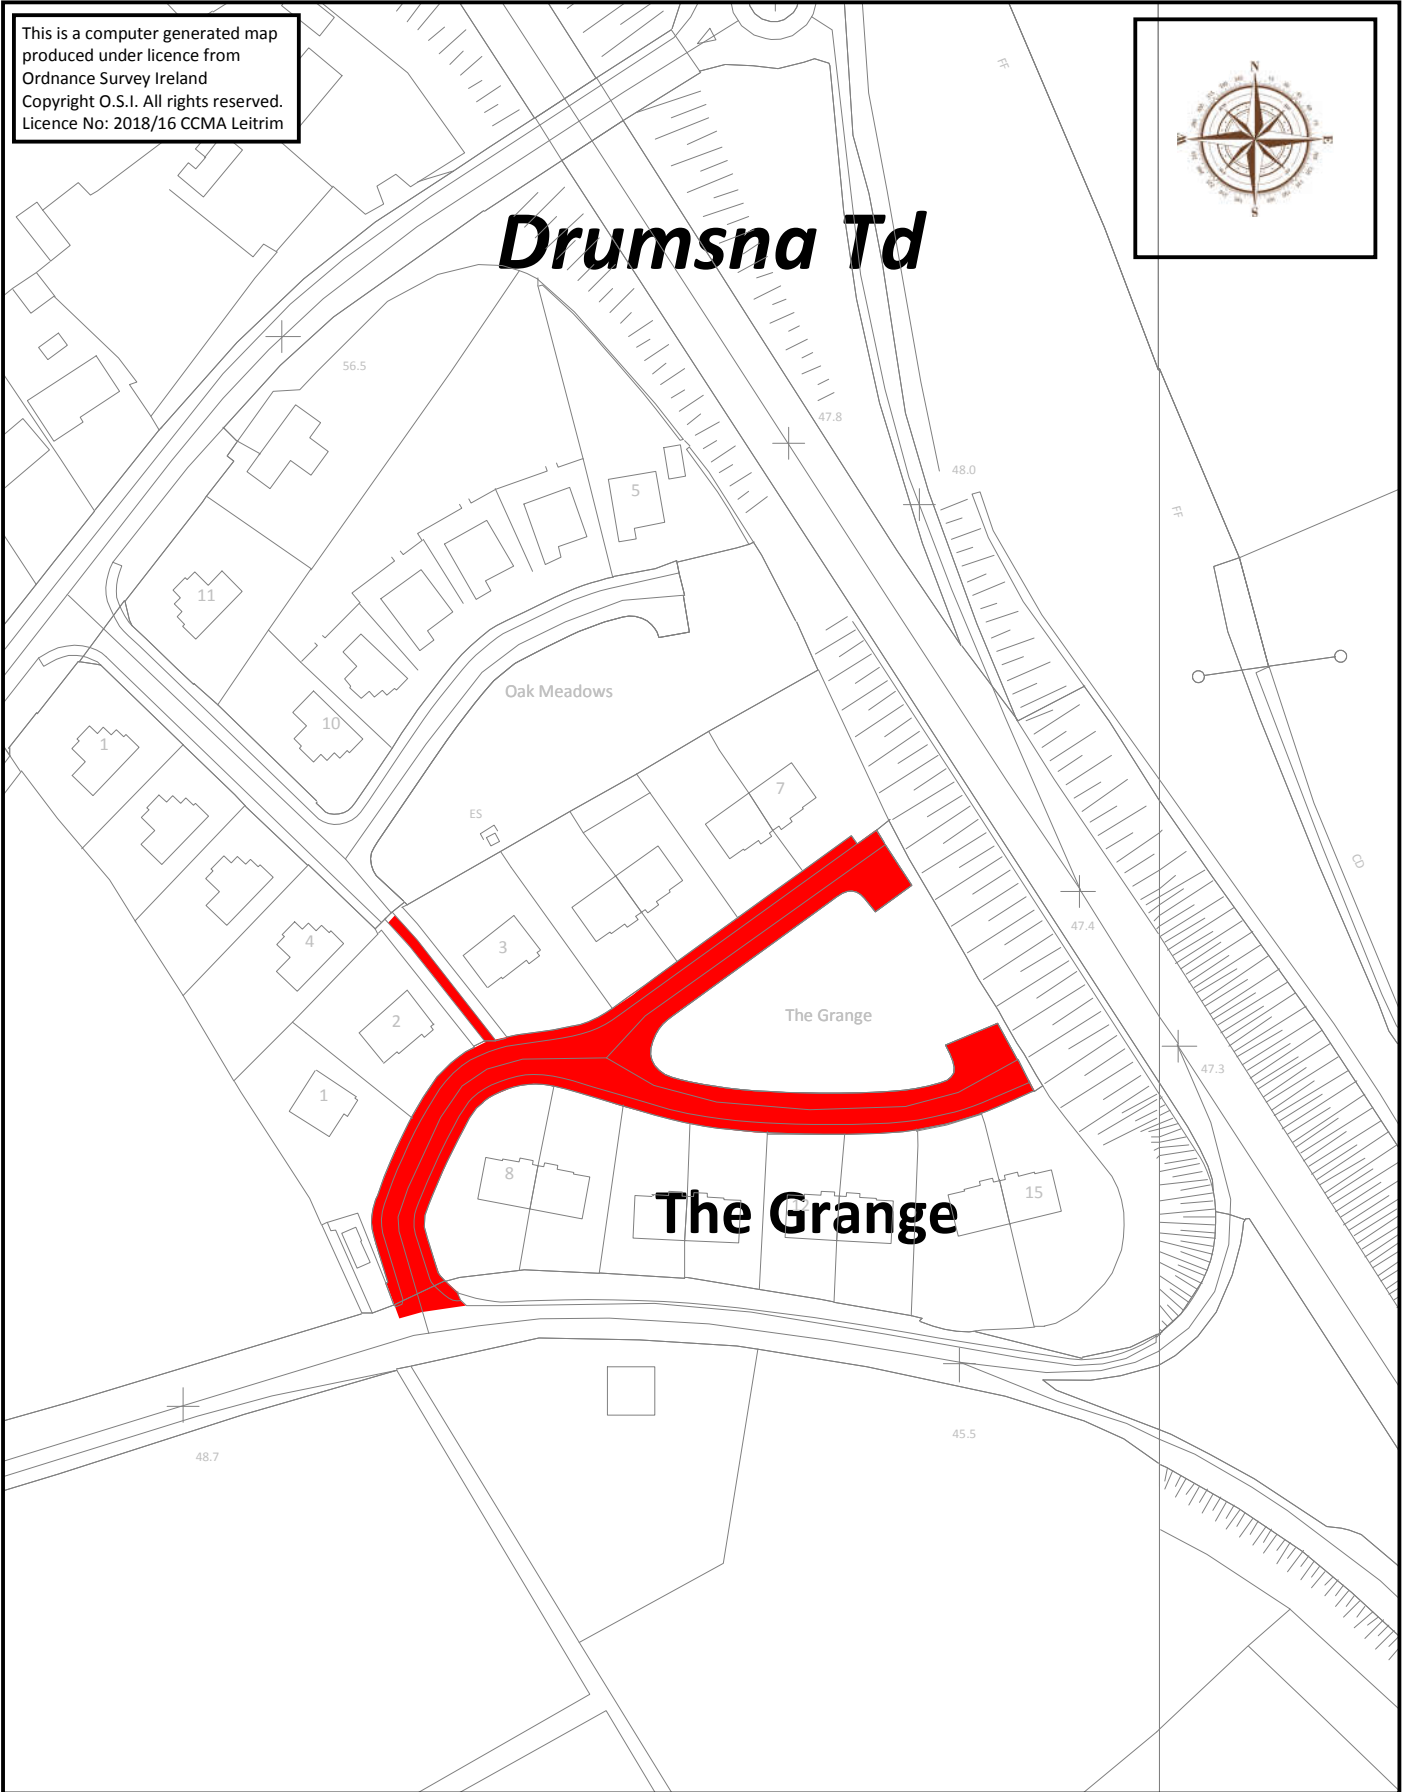 This is a computer generated map
produced under licence from
Ordnance Survey Ireland
Copyright O.S.I. All rights reserved.
Licence No: 2018/16 CCMA Leitrim
N
W
E
S
FF
Drumsna Td
56.5
47.8
48.0
5
FF
11
Oak Meadows
10
1
7
ES
CD
47.4
4
3
The Grange
2
47.3
1
8
15
12
The Grange
45.5
48.7